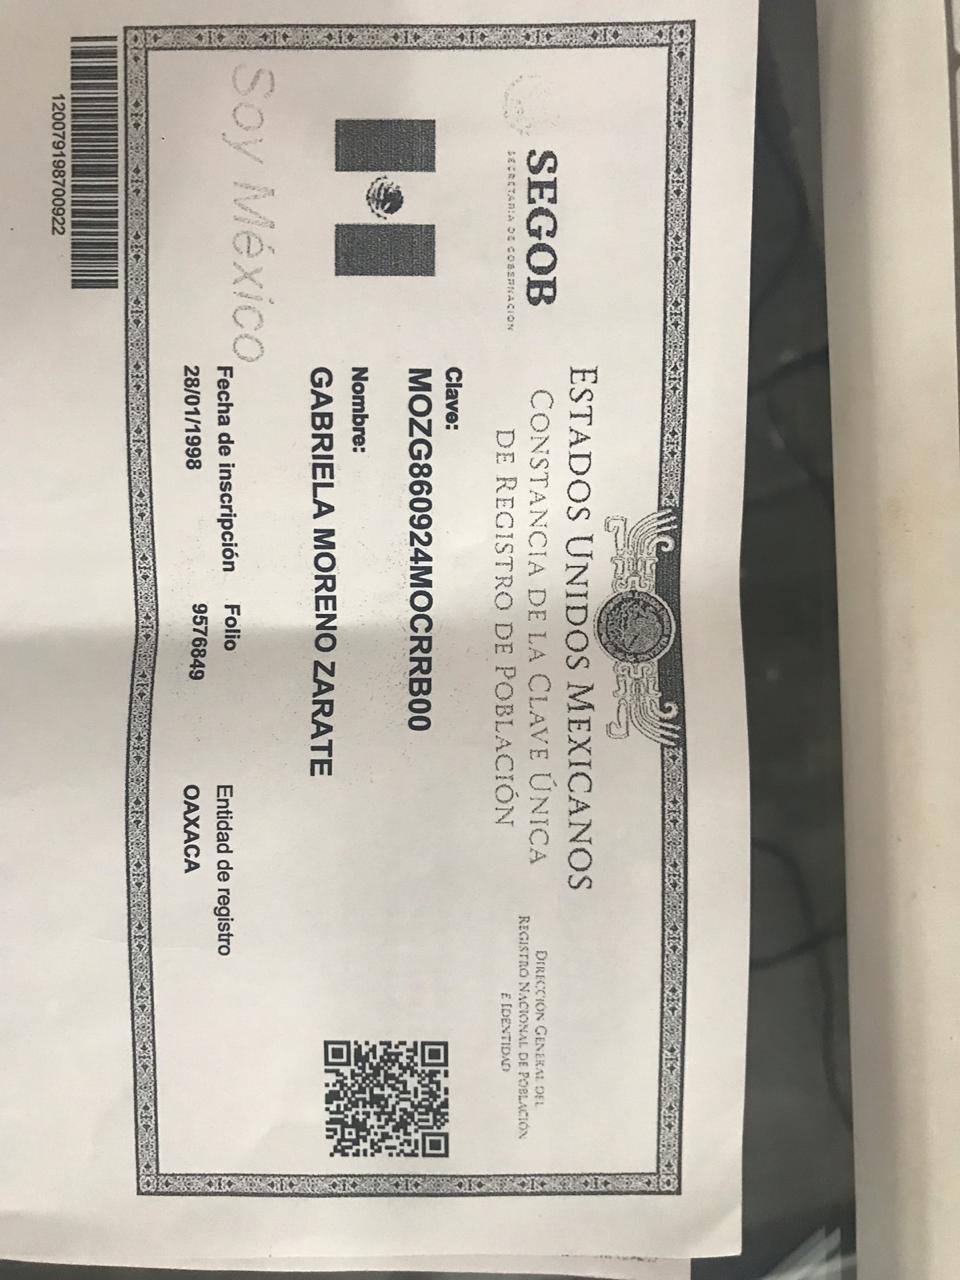 ESTADOS UNIDOS MEXICANOS
CONSTANCIA DE LA CLAVE ÚNICA
DE REGISTRO DE POBLACIÓN
SEGOB
SECRETARÍA DE GOBERNACIÓN
DIRECCIÓN GENERAL DEL
REGISTRO NACIONAL DE POBLACIÓN
E IDENTIDAD
Clave:
MOZG860924MOCRRB00
Nombre:
GABRIELA MORENO ZARATE
Fecha de inscripción
28/01/1998
Folio
9576849
Entidad de registro
OAXACA
Soy México
120079198700922